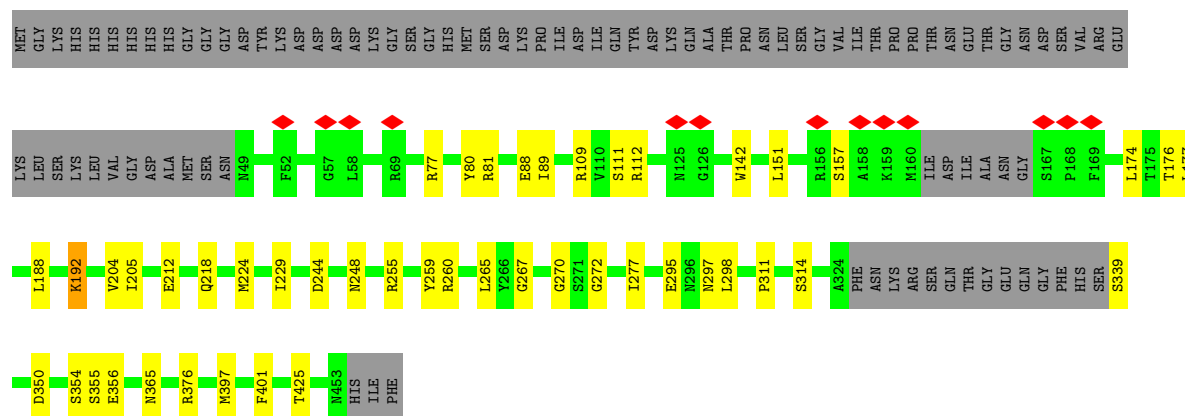 MET GLY LYS HIS HIS HIS HIS HIS HIS HIS GLY GLY GLY ASP TYR LYS ASP ASP ASP ASP LYS GLY SER GLY HIS MET SER ASP LYS PRO ILE ASP ILE GLN TYR ASP LYS GLN ALA THR PRO ASN LEU SER GLY VAL ILE THR PRO PRO THR ASN GLU THR GLY ASN ASP SER VAL ARG GLU
LYS LEU SER LYS LEU VAL GLY ASP ALA MET SER ASN N49 F52 G57 L58 R69 R77 Y80 R81 E88 I89 R109 V110 S111 R112 N125 G126 W142 L151 R156 S157 A158 K159 M160 ILE ASP ILE ALA ASN GLY S167 P168 F169 L174 T175 T176 L177
L188 K192 V204 I205 E212 Q218 M224 I229 D244 N248 R255 Y259 R260 L265 Y266 G267 G270 S271 G272 I277 E295 N296 N297 L298 P311 S314 A324 PHE ASN LYS ARG SER GLN THR GLY GLU GLN GLY PHE HIS SER S339
D350 S354 S355 E356 N365 R376 M397 F401 T425 N453 HIS ILE PHE